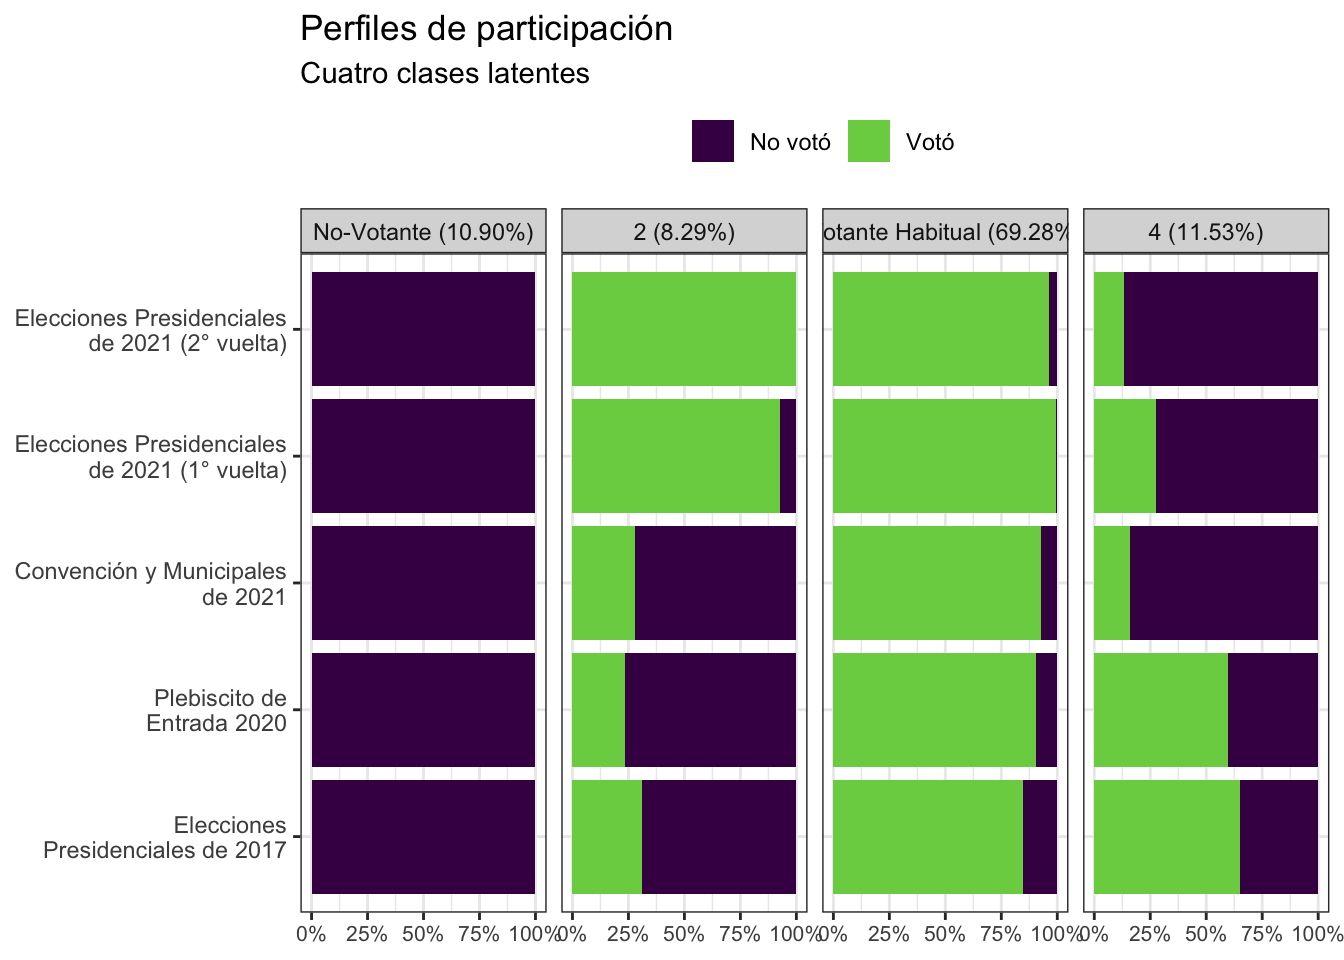 Perfiles de participación
Cuatro clases latentes
No votó
Votó
No-Votante (10.90%)
2 (8.29%)
otante Habitual (69.28%
4 (11.53%)
Elecciones Presidenciales
de 2021 (2° vuelta)
Elecciones Presidenciales
de 2021 (1° vuelta)
Convención y Municipales
de 2021
Plebiscito de
Entrada 2020
Elecciones
Presidenciales de 2017
0% 25% 50% 75% 100%
0% 25% 50% 75% 100%
0% 25% 50% 75% 100%
0% 25% 50% 75% 100%